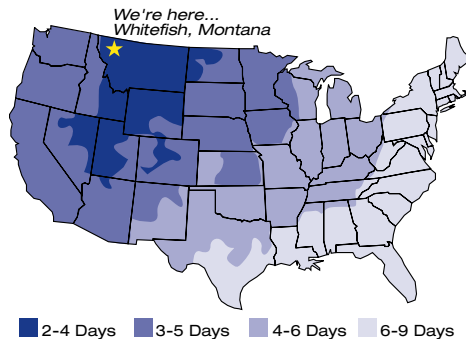 We're here...
Whitefish, Montana
2-4 Days 3-5 Days 4-6 Days 6-9 Days